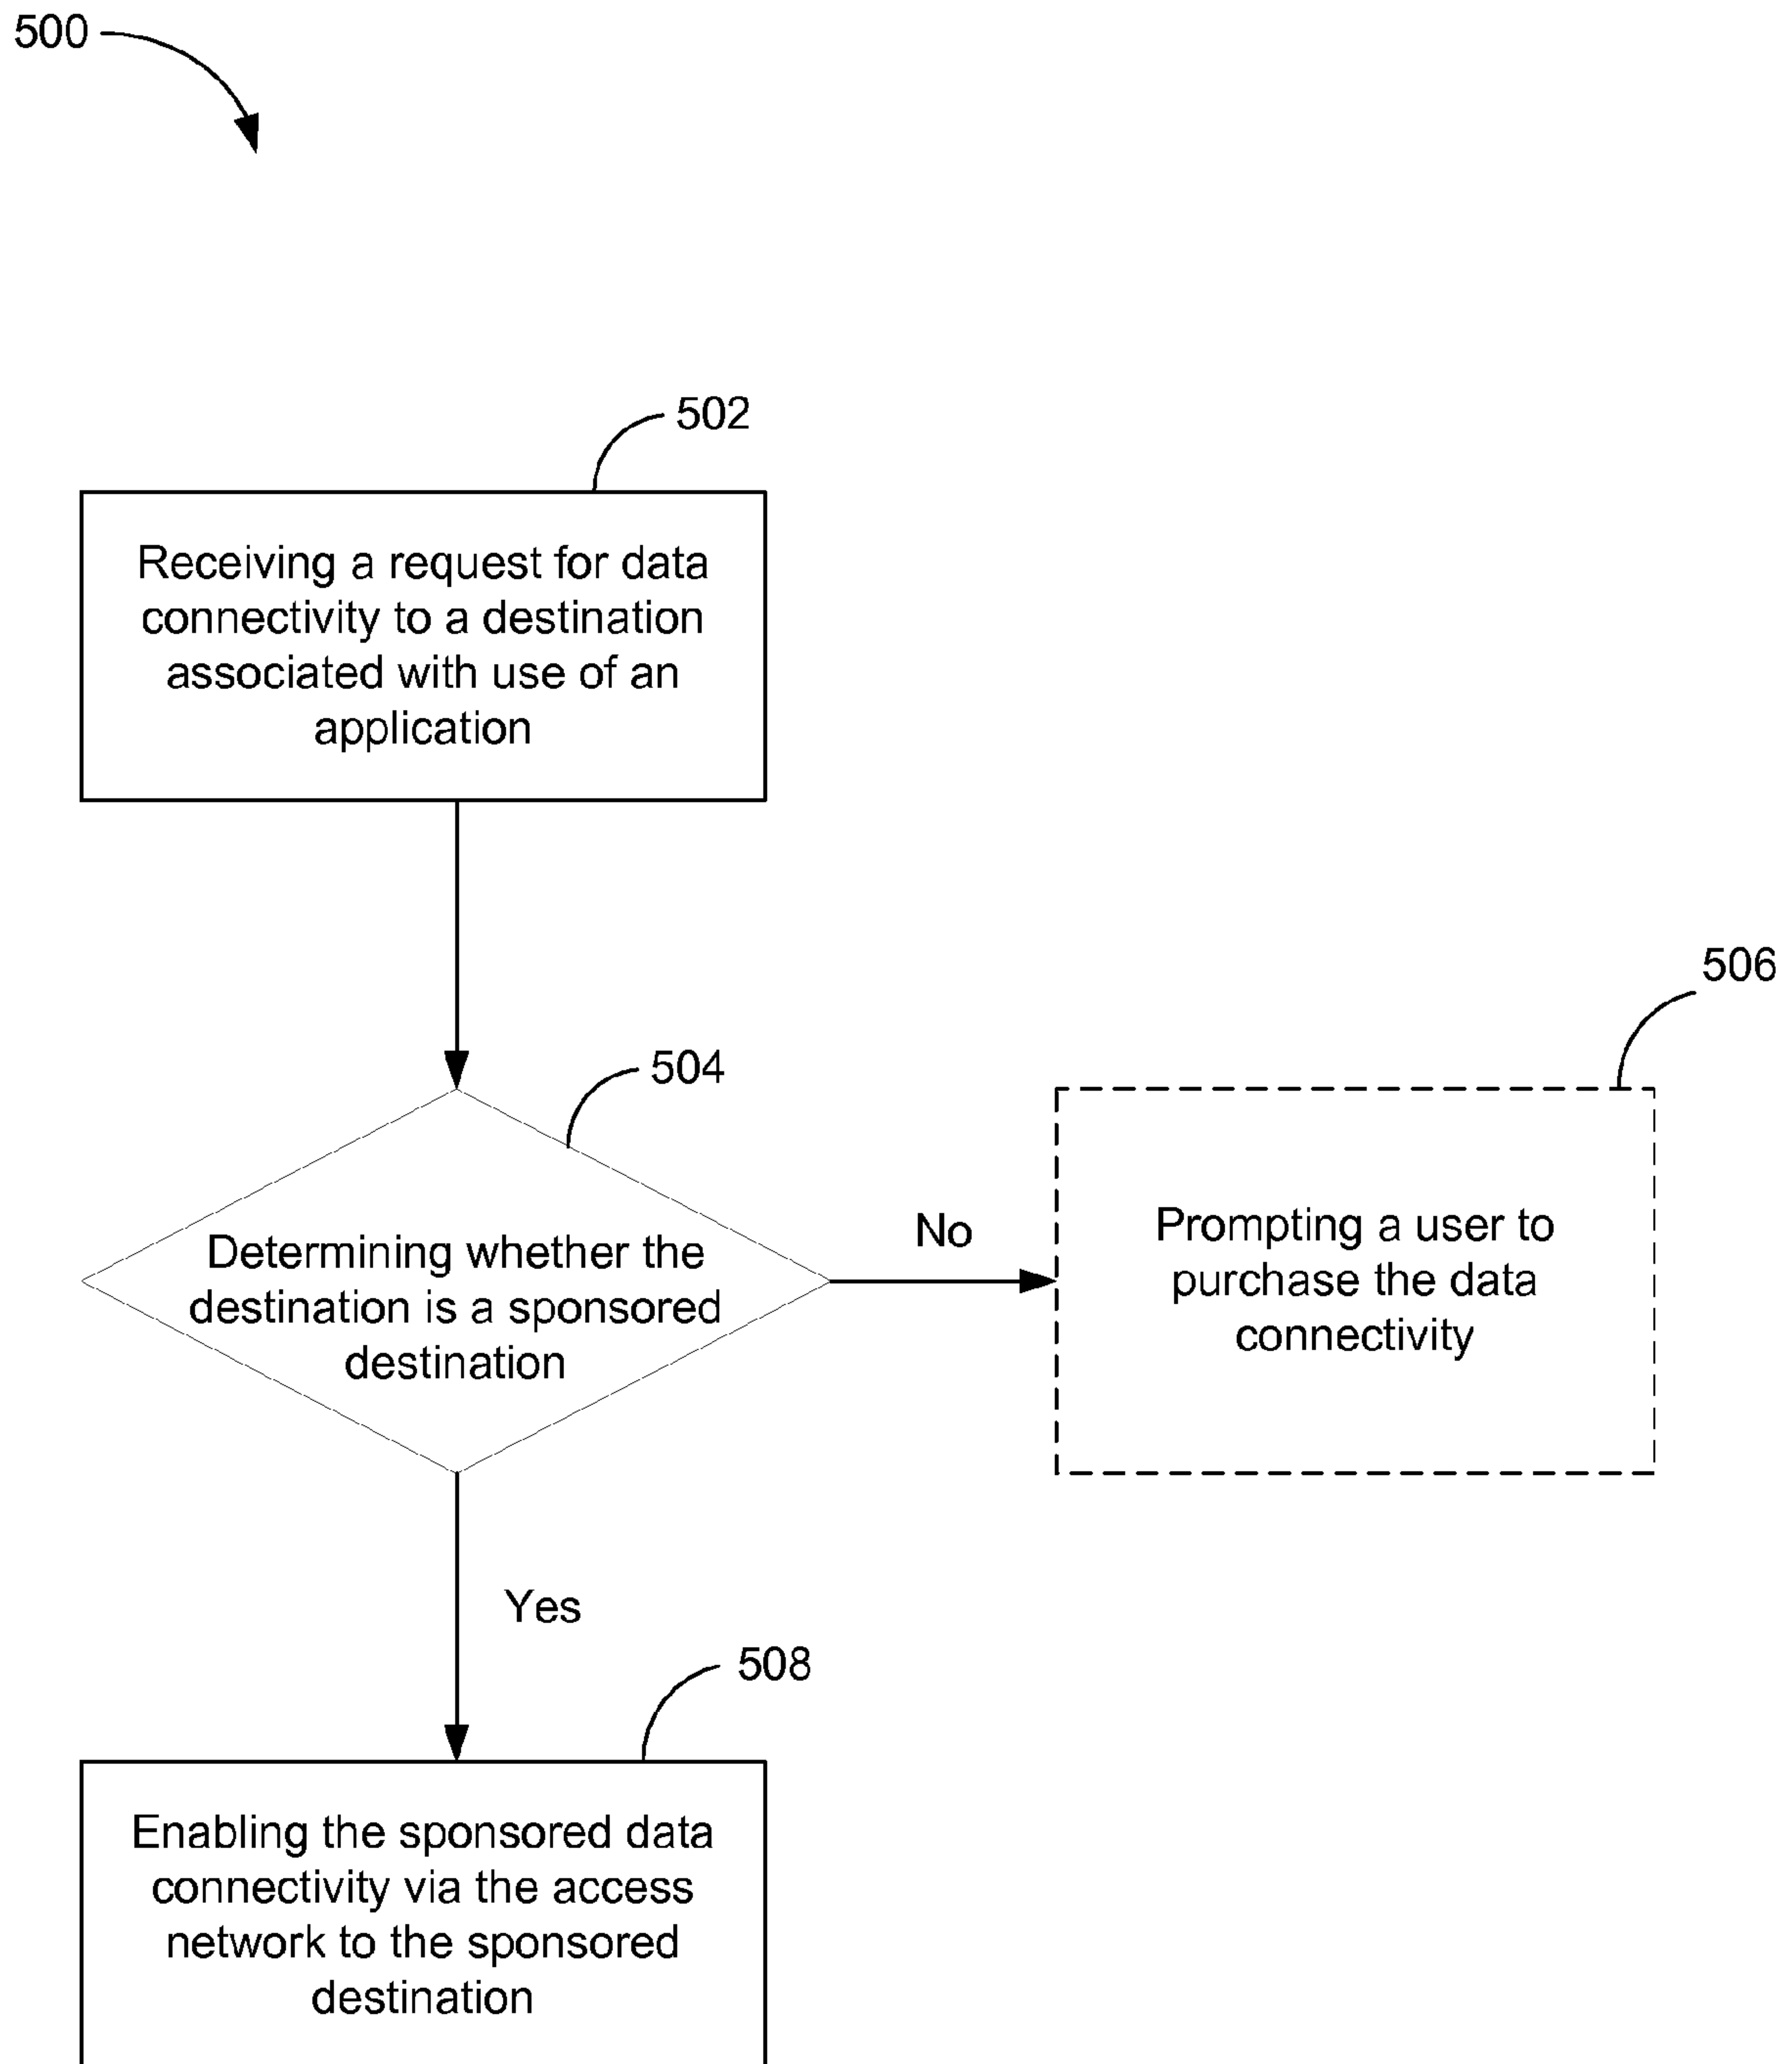 500
502
Receiving a request for data
connectivity to a destination
associated with use of an
application
504
506
Determining whether the
destination is a sponsored
destination
No
Prompting a user to
purchase the data
connectivity
Yes
508
Enabling the sponsored data
connectivity via the access
network to the sponsored
destination